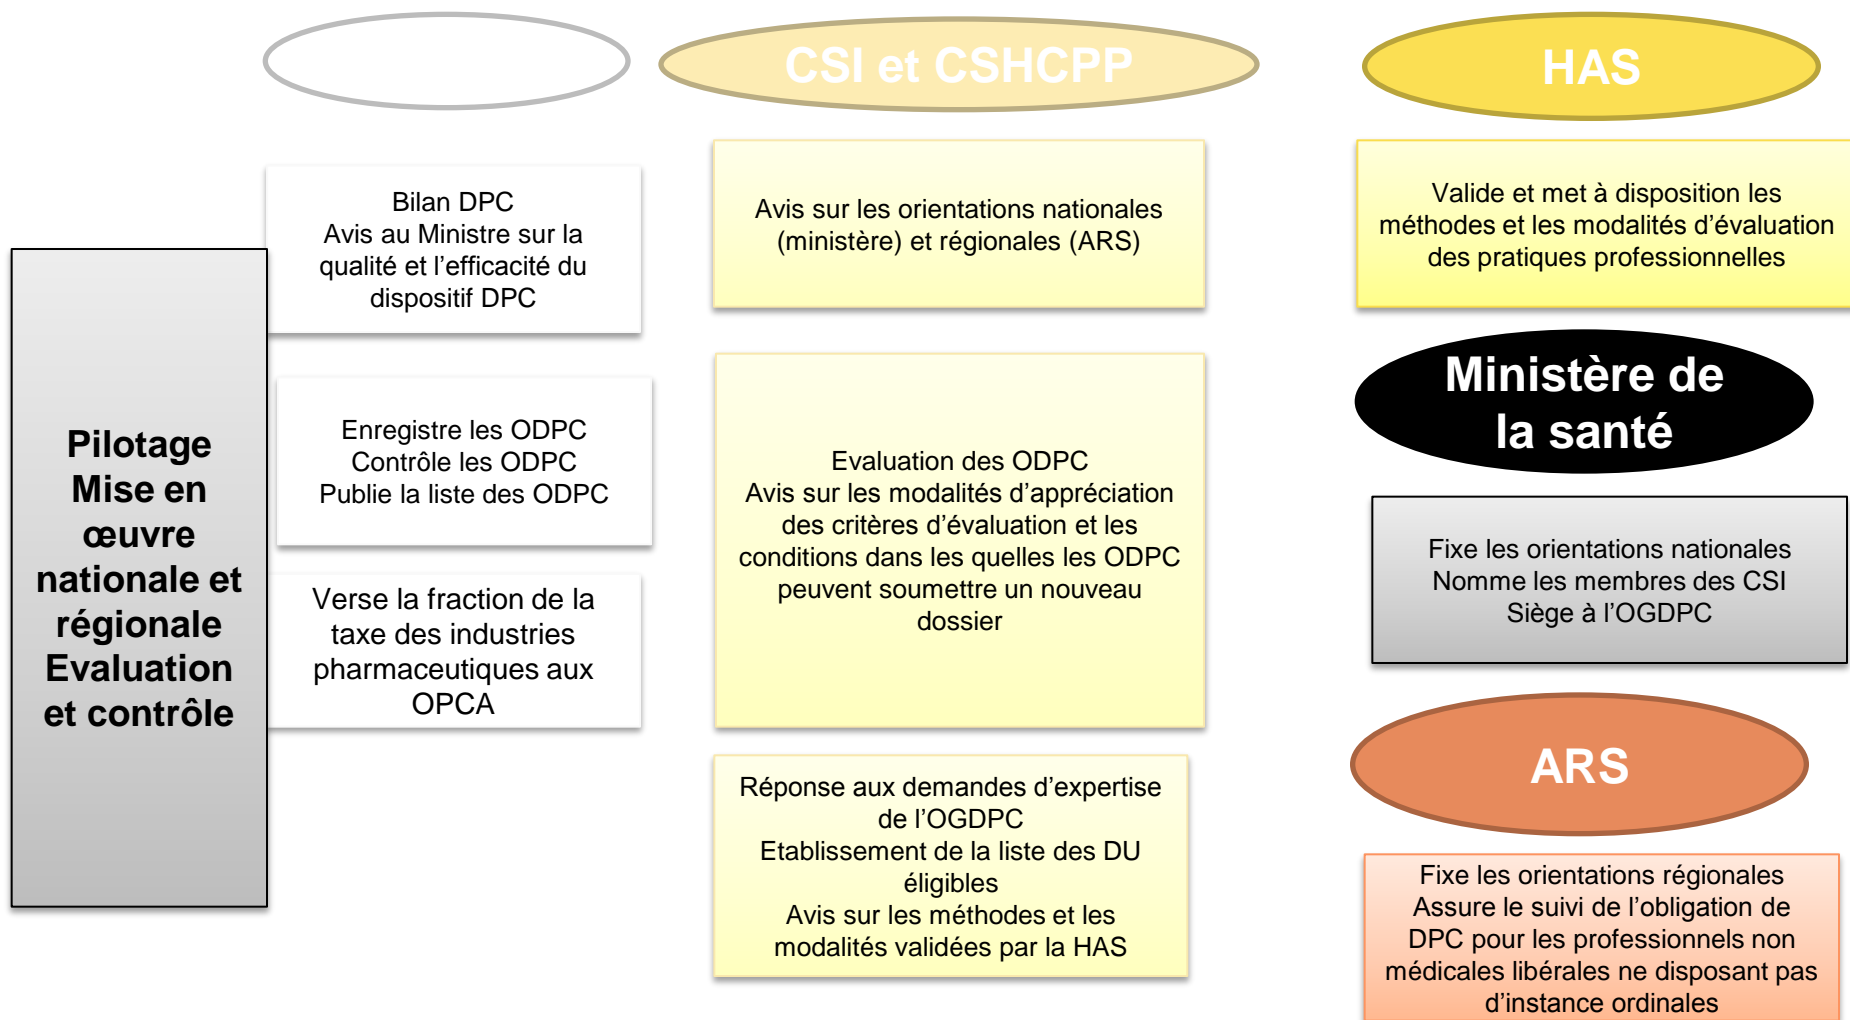 Pilotage
Mise en
œuvre
nationale et
régionale
Evaluation
et contrôle
Bilan DPC
Avis au Ministre sur la
qualité et l’efficacité du
dispositif DPC
Enregistre les ODPC
Contrôle les ODPC
Publie la liste des ODPC
Verse la fraction de la
taxe des industries
pharmaceutiques aux
OPCA
CSI et CSHCPP
Avis sur les orientations nationales
(ministère) et régionales (ARS)
Evaluation des ODPC
Avis sur les modalités d’appréciation
des critères d’évaluation et les
conditions dans les quelles les ODPC
peuvent soumettre un nouveau
dossier
Réponse aux demandes d’expertise
de l’OGDPC
Etablissement de la liste des DU
éligibles
Avis sur les méthodes et les
modalités validées par la HAS
HAS
Valide et met à disposition les
méthodes et les modalités d’évaluation
des pratiques professionnelles
Ministère de
la santé
Fixe les orientations nationales
Nomme les membres des CSI
Siège à l’OGDPC
ARS
Fixe les orientations régionales
Assure le suivi de l’obligation de
DPC pour les professionnels non
médicales libérales ne disposant pas
d’instance ordinales